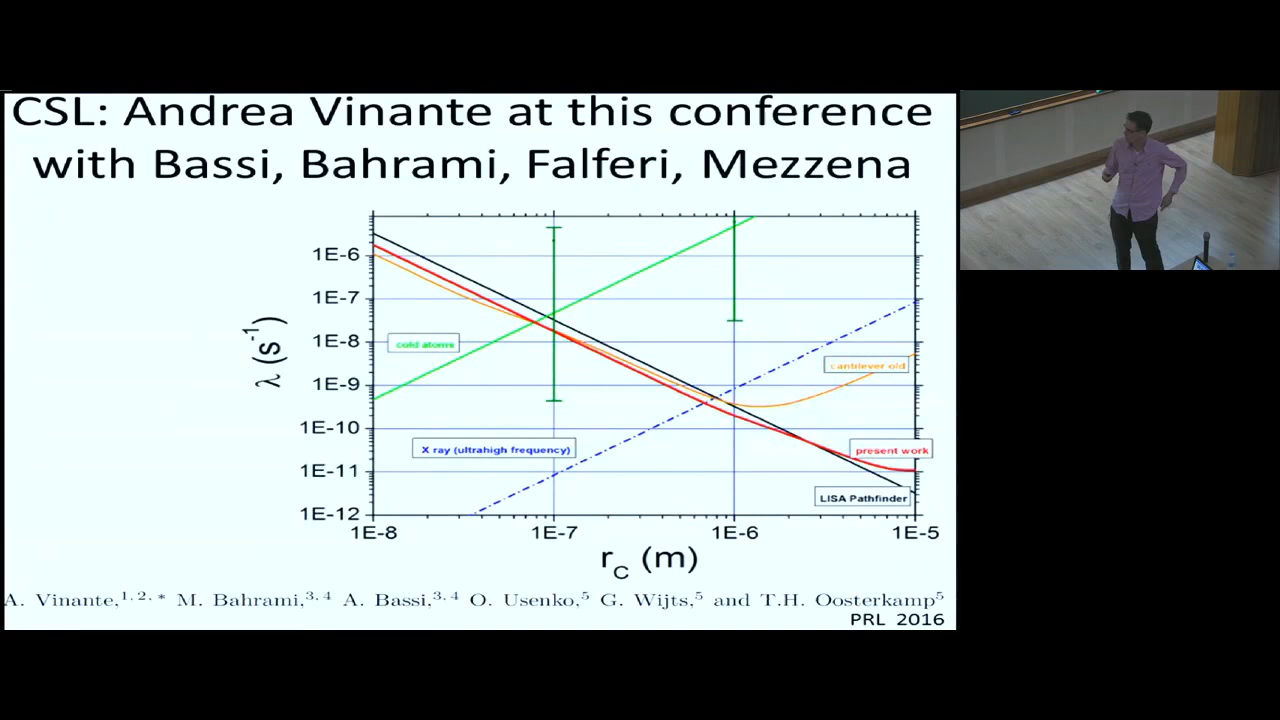 CSL: Andrea Vinante at this conference
with Bassi, Bahrami, Falferi, Mezzena
1E-6
1E-7
1E-8
1E-9
1E-10
1E-11
1E-12
λ (s⁻¹)
cold atoms
cantilever old
X ray (ultrahigh frequency)
present work
LISA Pathfinder
1E-8 1E-7 1E-6 1E-5
r_C (m)
A. Vinante,1, 2, * M. Bahrami,3, 4 A. Bassi,3, 4 O. Usenko,5 G. Wijts,5 and T.H. Oosterkamp5
PRL 2016